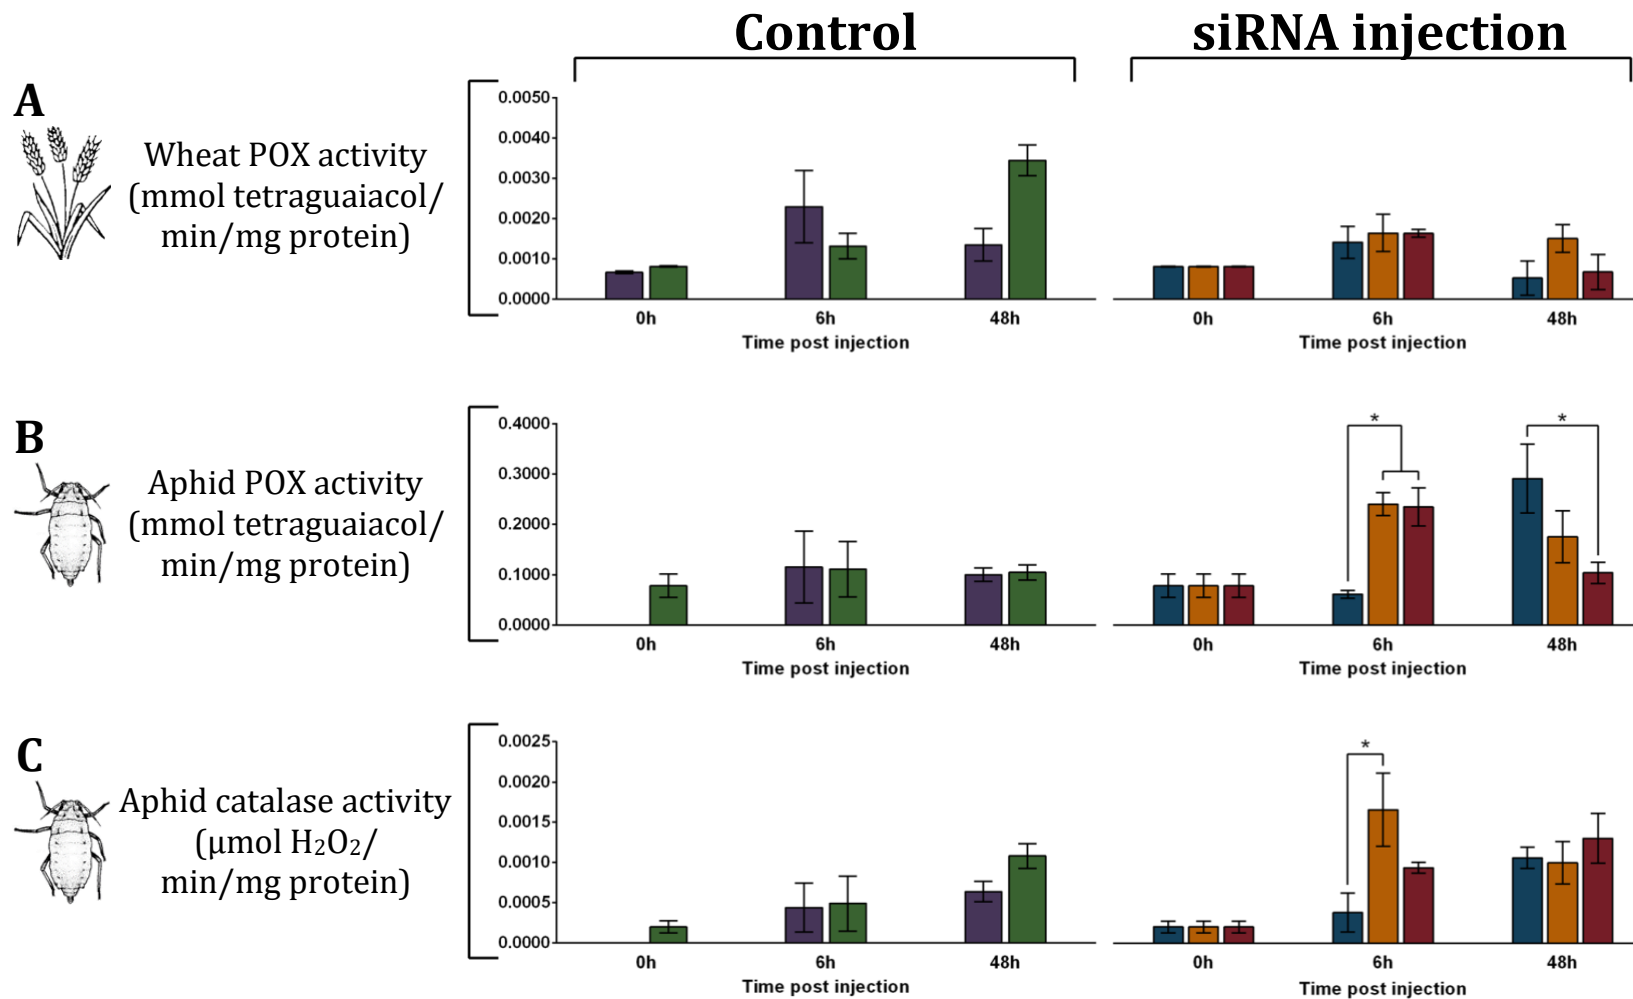 Control
siRNA injection
A
Wheat POX activity
(mmol tetraguaiacol/
min/mg protein)
0.0050
0.0040
0.0030
0.0020
0.0010
0.0000
0h 6h 48h
Time post injection
0h 6h 48h
Time post injection
B
Aphid POX activity
(mmol tetraguaiacol/
min/mg protein)
0.4000
0.3000
0.2000
0.1000
0.0000
0h 6h 48h
Time post injection
* *
0h 6h 48h
Time post injection
C
Aphid catalase activity
(µmol H₂O₂/
min/mg protein)
0.0025
0.0020
0.0015
0.0010
0.0005
0.0000
0h 6h 48h
Time post injection
*
0h 6h 48h
Time post injection